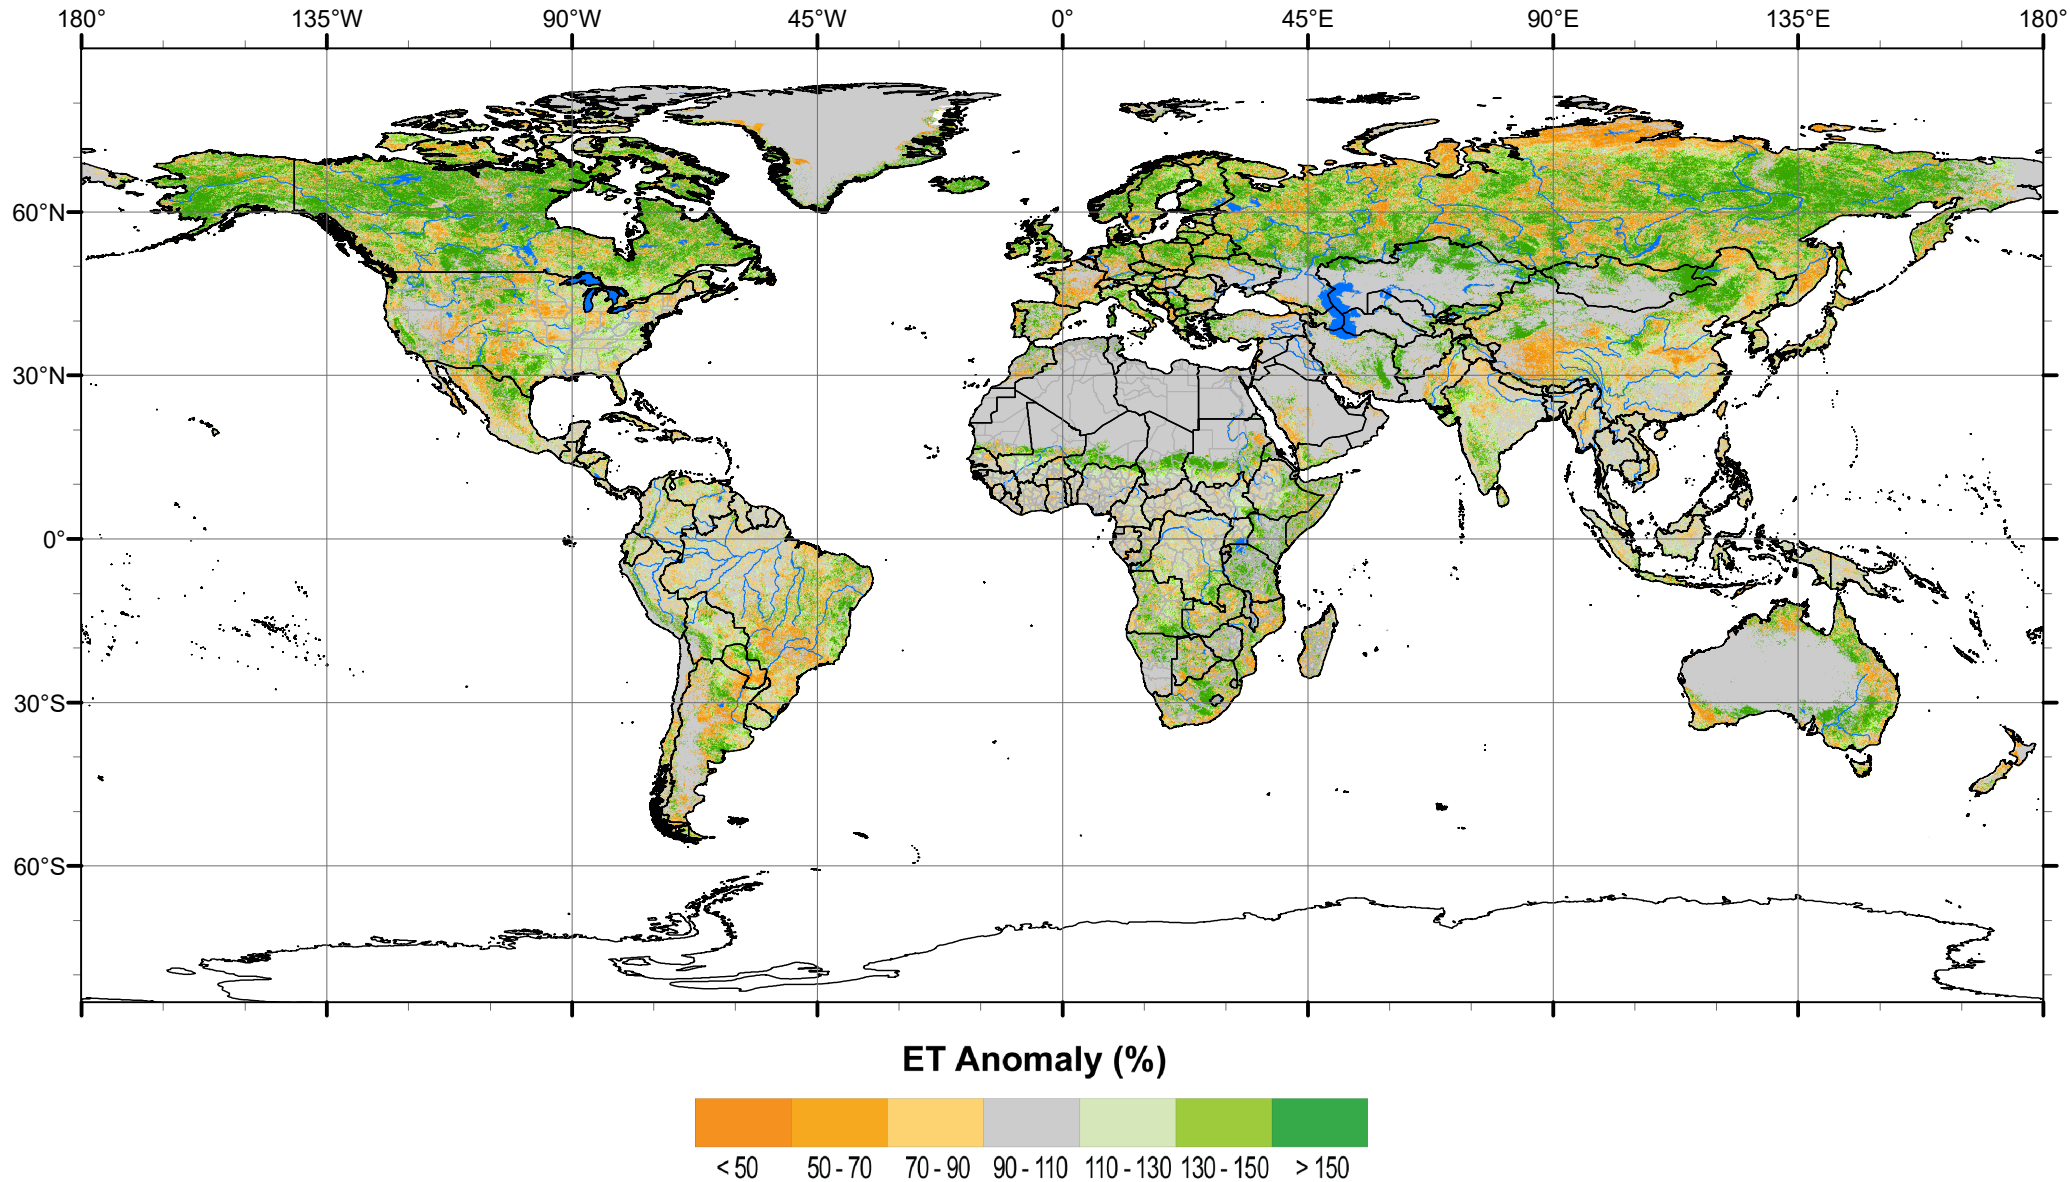 180° 135°W 90°W 45°W 0° 45°E 90°E 135°E 180°
60°N
30°N
0°
30°S
60°S
ET Anomaly (%)
< 50 50 - 70 70 - 90 90 - 110 110 - 130 130 - 150 > 150